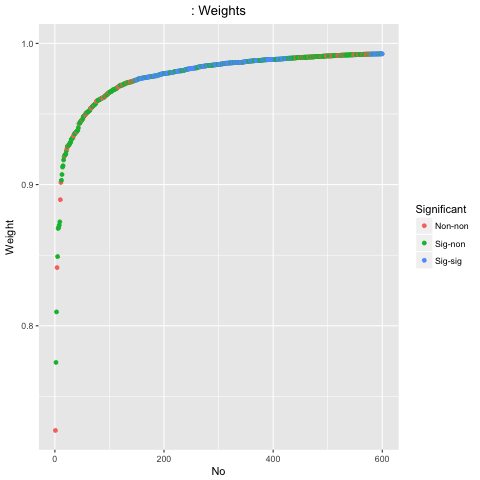 : Weights
1.0
0.9
0.8
Weight
0 200 400 600
No
Significant
Non-non
Sig-non
Sig-sig